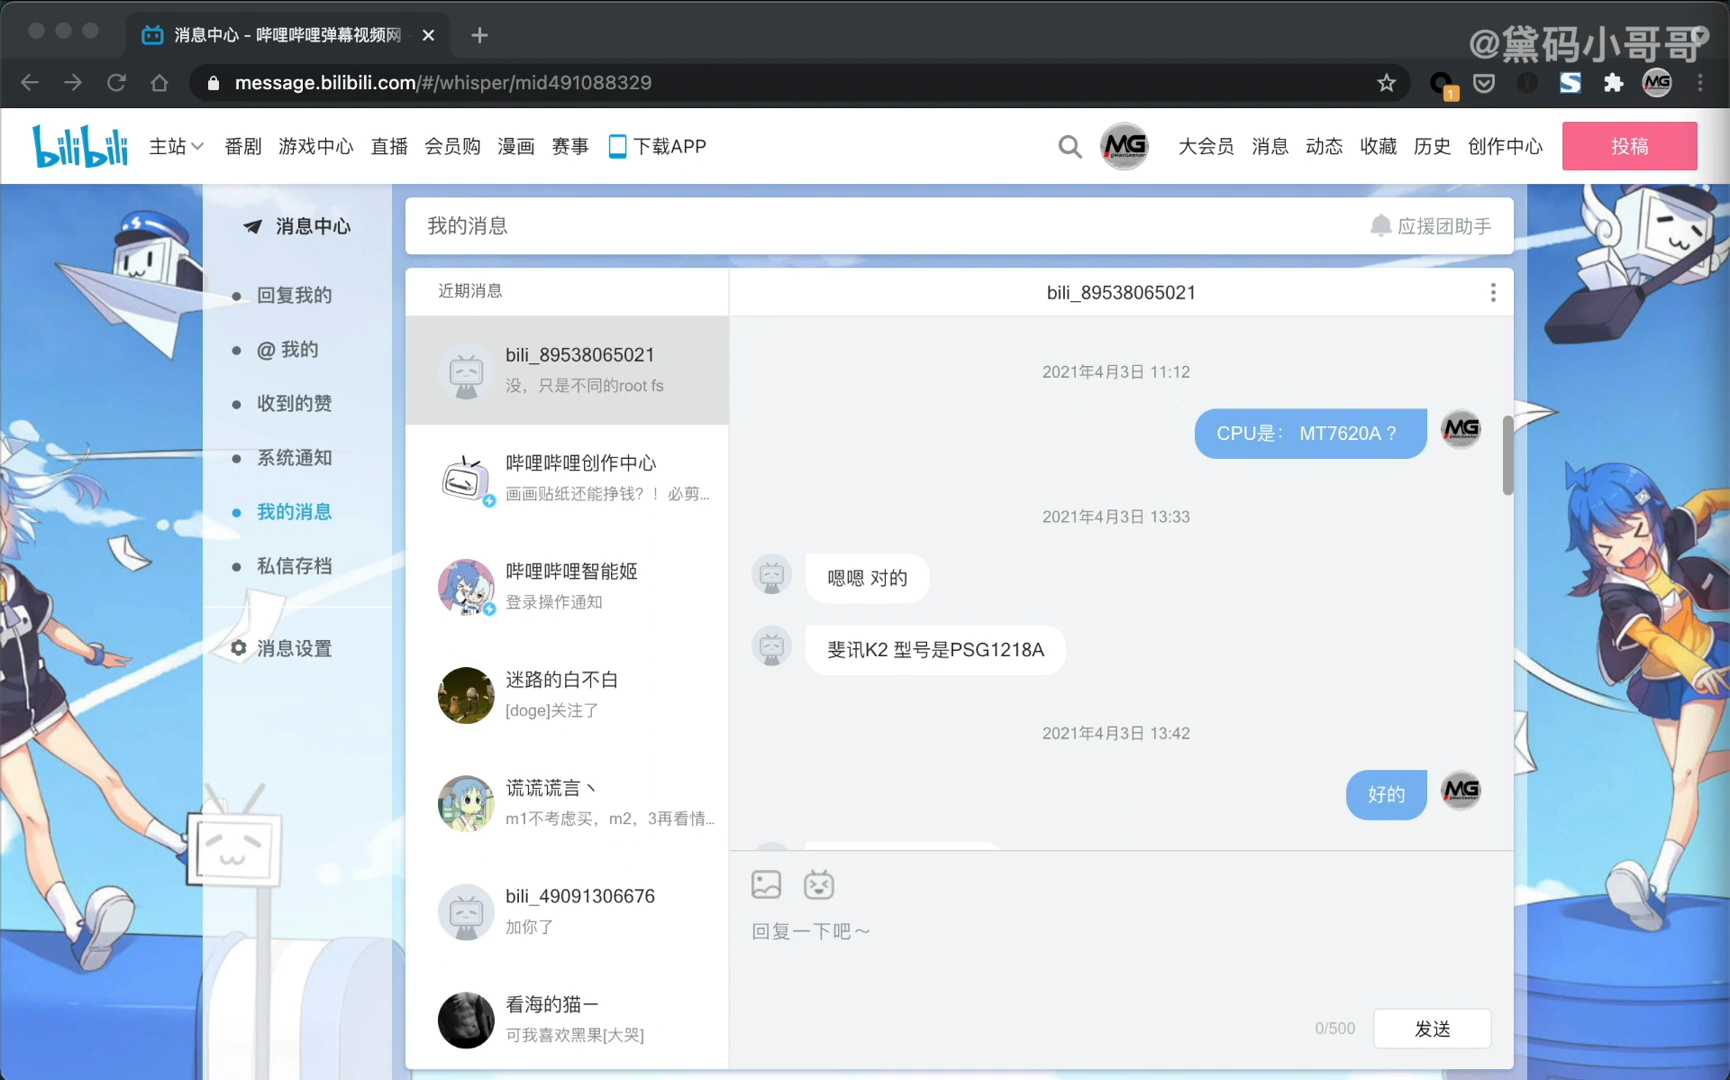 消息中心 - 哔哩哔哩弹幕视频网
@黛码小哥哥
message.bilibili.com/#/whisper/mid491088329
1
MG
bilibili
主站
番剧
游戏中心
直播
会员购
漫画
赛事
下载APP
MG
大会员
消息
动态
收藏
历史
创作中心
投稿
消息中心
回复我的
@ 我的
收到的赞
系统通知
我的消息
私信存档
消息设置
我的消息
应援团助手
近期消息
bili_89538065021
没，只是不同的root fs
哔哩哔哩创作中心
画画贴纸还能挣钱？！必剪...
哔哩哔哩智能姬
登录操作通知
迷路的白不白
[doge]关注了
谎谎谎言丶
m1不考虑买，m2，3再看情...
bili_49091306676
加你了
看海的猫一
可我喜欢黑果[大哭]
bili_89538065021
2021年4月3日 11:12
CPU是： MT7620A ?
MG
2021年4月3日 13:33
嗯嗯 对的
斐讯K2 型号是PSG1218A
2021年4月3日 13:42
好的
MG
回复一下吧～
0/500
发送